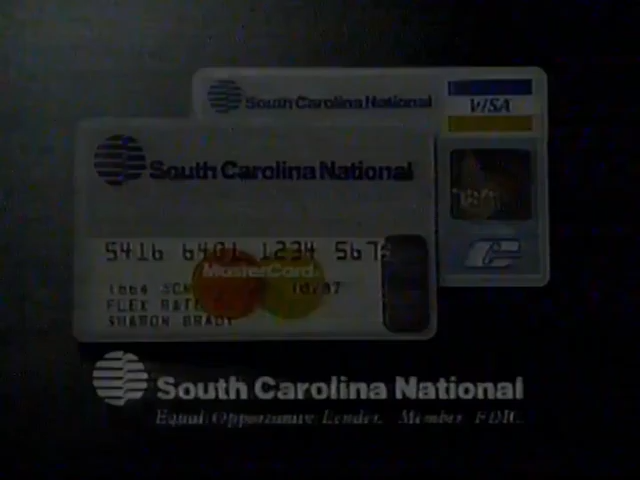 South Carolina National
VISA
South Carolina National
5416 6401 1234 567
MasterCard
10/87
FLEX RATE
SHARON BRADY
South Carolina National
Equal Opportunity Lender. Member FDIC.